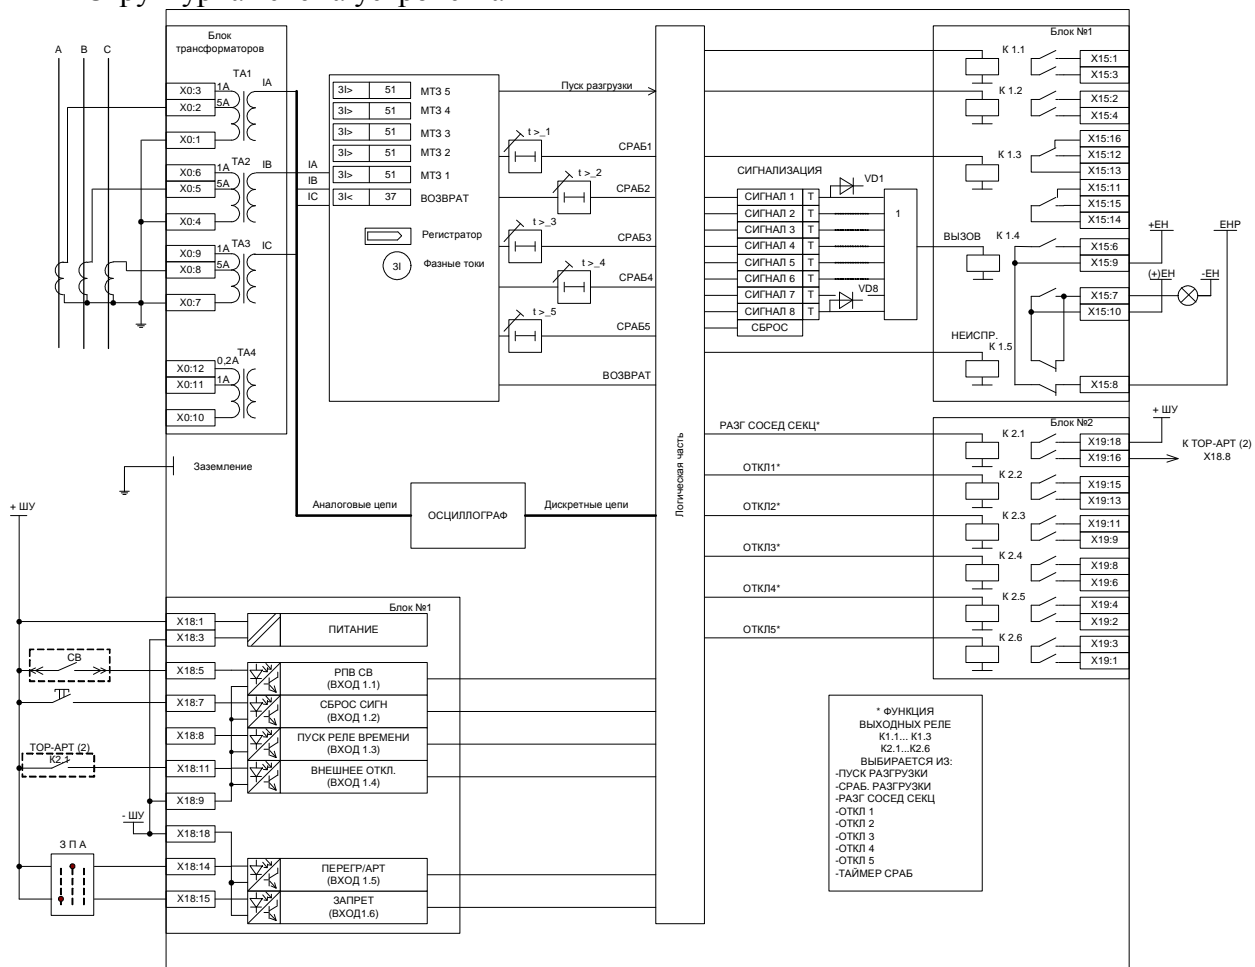 Блок
трансформаторов
A B C
X0:3
1А
ТА1
IA
X0:2
5А
X0:1
X0:6
1А
ТА2
IB
X0:5
5А
X0:4
X0:9
1А
ТА3
IC
X0:8
5А
X0:7
X0:12
0,2А
ТА4
X0:11
1А
X0:10
Заземление
IA
IB
IC
3I> 51 МТЗ 5
3I> 51 МТЗ 4
3I> 51 МТЗ 3
3I> 51 МТЗ 2
3I> 51 МТЗ 1
3I< 37 ВОЗВРАТ
Регистратор
3I Фазные токи
Пуск разгрузки
t >_1
СРАБ1
t >_2
СРАБ2
t >_3
СРАБ3
t >_4
СРАБ4
t >_5
СРАБ5
ВОЗВРАТ
Аналоговые цепи
ОСЦИЛЛОГРАФ
Дискретные цепи
Логическая часть
СИГНАЛИЗАЦИЯ
СИГНАЛ 1 Т
VD1
СИГНАЛ 2 Т
СИГНАЛ 3 Т
СИГНАЛ 4 Т
СИГНАЛ 5 Т
СИГНАЛ 6 Т
СИГНАЛ 7 Т
VD8
СИГНАЛ 8 Т
СБРОС
1
ВЫЗОВ
НЕИСПР.
Блок №1
К 1.1
X15:1
X15:3
К 1.2
X15:2
X15:4
К 1.3
X15:16
X15:12
X15:13
X15:11
X15:15
X15:14
К 1.4
X15:6
X15:9
X15:7
X15:10
К 1.5
X15:8
+ЕН
ЕНР
(+)ЕН
-ЕН
Блок №2
РАЗГ СОСЕД СЕКЦ*
К 2.1
X19:18
X19:16
+ ШУ
К ТОР-АРТ (2)
X18.8
ОТКЛ1*
К 2.2
X19:15
X19:13
ОТКЛ2*
К 2.3
X19:11
X19:9
ОТКЛ3*
К 2.4
X19:8
X19:6
ОТКЛ4*
К 2.5
X19:4
X19:2
ОТКЛ5*
К 2.6
X19:3
X19:1
+ ШУ
Блок №1
X18:1
X18:3
ПИТАНИЕ
СВ
X18:5
РПВ СВ
(ВХОД 1.1)
X18:7
СБРОС СИГН
(ВХОД 1.2)
X18:8
ПУСК РЕЛЕ ВРЕМЕНИ
(ВХОД 1.3)
ТОР-АРТ (2)
К2.1
X18:11
ВНЕШНЕЕ ОТКЛ.
(ВХОД 1.4)
X18:9
- ШУ
X18:18
З П А
X18:14
ПЕРЕГР/АРТ
(ВХОД 1.5)
X18:15
ЗАПРЕТ
(ВХОД1.6)
* ФУНКЦИЯ
ВЫХОДНЫХ РЕЛЕ
К1.1... К1.3
К2.1...К2.6
ВЫБИРАЕТСЯ ИЗ:
-ПУСК РАЗГРУЗКИ
-СРАБ. РАЗГРУЗКИ
-РАЗГ СОСЕД СЕКЦ
-ОТКЛ 1
-ОТКЛ 2
-ОТКЛ 3
-ОТКЛ 4
-ОТКЛ 5
-ТАЙМЕР СРАБ